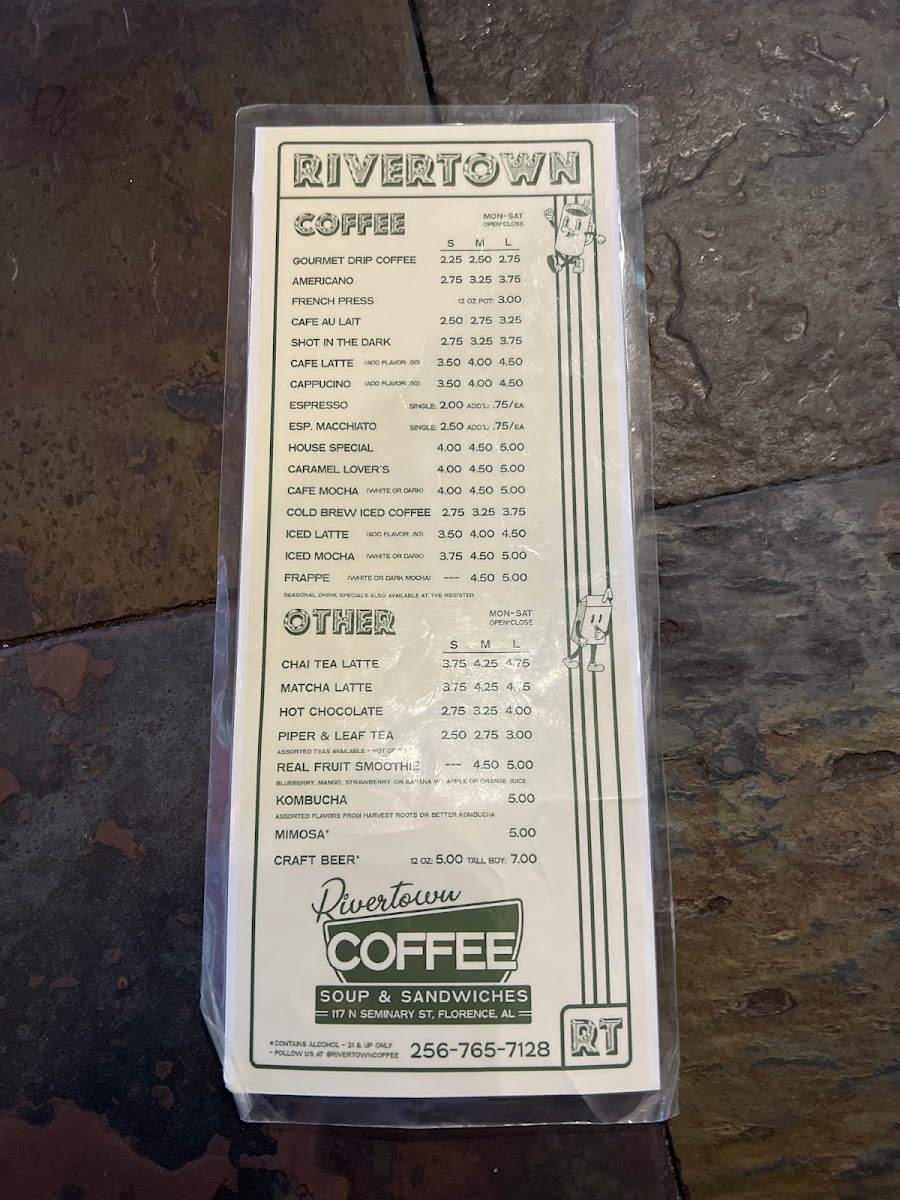 RIVERTOWN
COFFEE
MON-SAT
OPEN-CLOSE
S M L
GOURMET DRIP COFFEE 2.25 2.50 2.75
AMERICANO 2.75 3.25 3.75
FRENCH PRESS 12 OZ POT: 3.00
CAFE AU LAIT 2.50 2.75 3.25
SHOT IN THE DARK 2.75 3.25 3.75
CAFE LATTE (ADD FLAVOR .50) 3.50 4.00 4.50
CAPPUCINO (ADD FLAVOR .50) 3.50 4.00 4.50
ESPRESSO SINGLE: 2.00 ADD'L: .75/EA
ESP. MACCHIATO SINGLE: 2.50 ADD'L: .75/EA
HOUSE SPECIAL 4.00 4.50 5.00
CARAMEL LOVER'S 4.00 4.50 5.00
CAFE MOCHA (WHITE OR DARK) 4.00 4.50 5.00
COLD BREW ICED COFFEE 2.75 3.25 3.75
ICED LATTE (ADD FLAVOR .50) 3.50 4.00 4.50
ICED MOCHA (WHITE OR DARK) 3.75 4.50 5.00
FRAPPE (WHITE OR DARK MOCHA) --- 4.50 5.00
SEASONAL DRINK SPECIALS ALSO AVAILABLE AT THE REGISTER
OTHER
MON-SAT
OPEN-CLOSE
S M L
CHAI TEA LATTE 3.75 4.25 4.75
MATCHA LATTE 3.75 4.25 4.75
HOT CHOCOLATE 2.75 3.25 4.00
PIPER & LEAF TEA 2.50 2.75 3.00
ASSORTED TEAS AVAILABLE - HOT OR
REAL FRUIT SMOOTHIE --- 4.50 5.00
BLUEBERRY, MANGO, STRAWBERRY, OR BANANA W/ APPLE OR ORANGE JUICE
KOMBUCHA 5.00
ASSORTED FLAVORS FROM HARVEST ROOTS OR BETTER KOMBUCHA
MIMOSA* 5.00
CRAFT BEER* 12 OZ: 5.00 TALL BOY: 7.00
Rivertown
COFFEE
SOUP & SANDWICHES
117 N SEMINARY ST, FLORENCE, AL
* CONTAINS ALCOHOL - 21 & UP ONLY
- FOLLOW US AT @RIVERTOWNCOFFEE
256-765-7128
RT